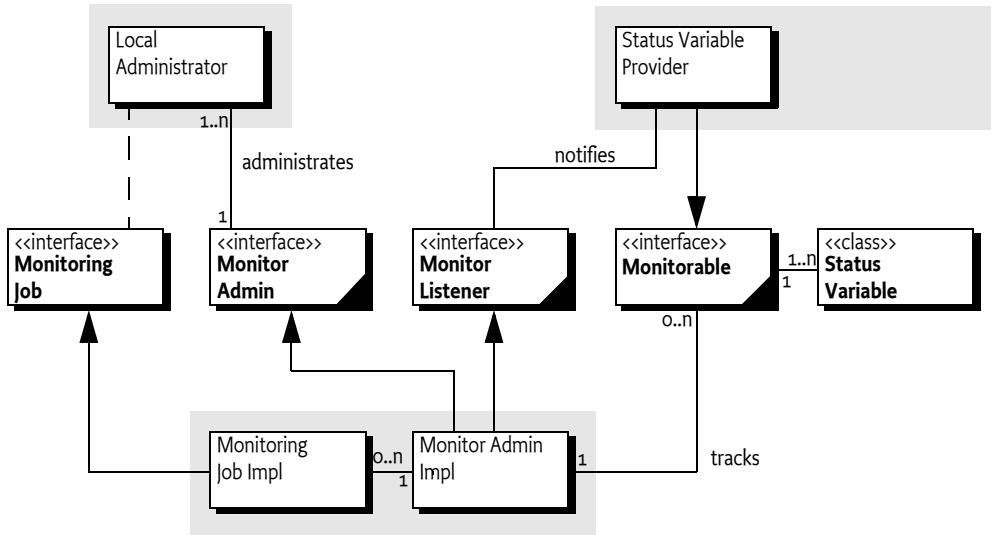 Local
Administrator
Status Variable
Provider
1..n
administrates
notifies
1
<<interface>>
Monitoring
Job
<<interface>>
Monitor
Admin
<<interface>>
Monitor
Listener
<<interface>>
Monitorable
1..n
1
<<class>>
Status
Variable
0..n
Monitoring
Job Impl
0..n
1
Monitor Admin
Impl
1
tracks